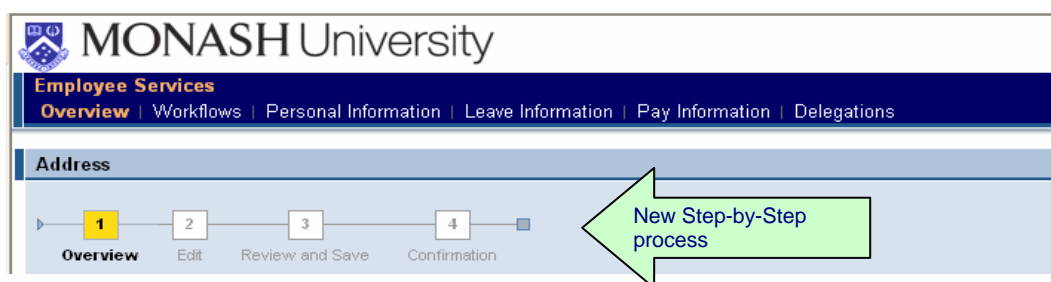 MONASH University
Employee Services
Overview | Workflows | Personal Information | Leave Information | Pay Information | Delegations
Address
1 2 3 4
Overview Edit Review and Save Confirmation
New Step-by-Step
process